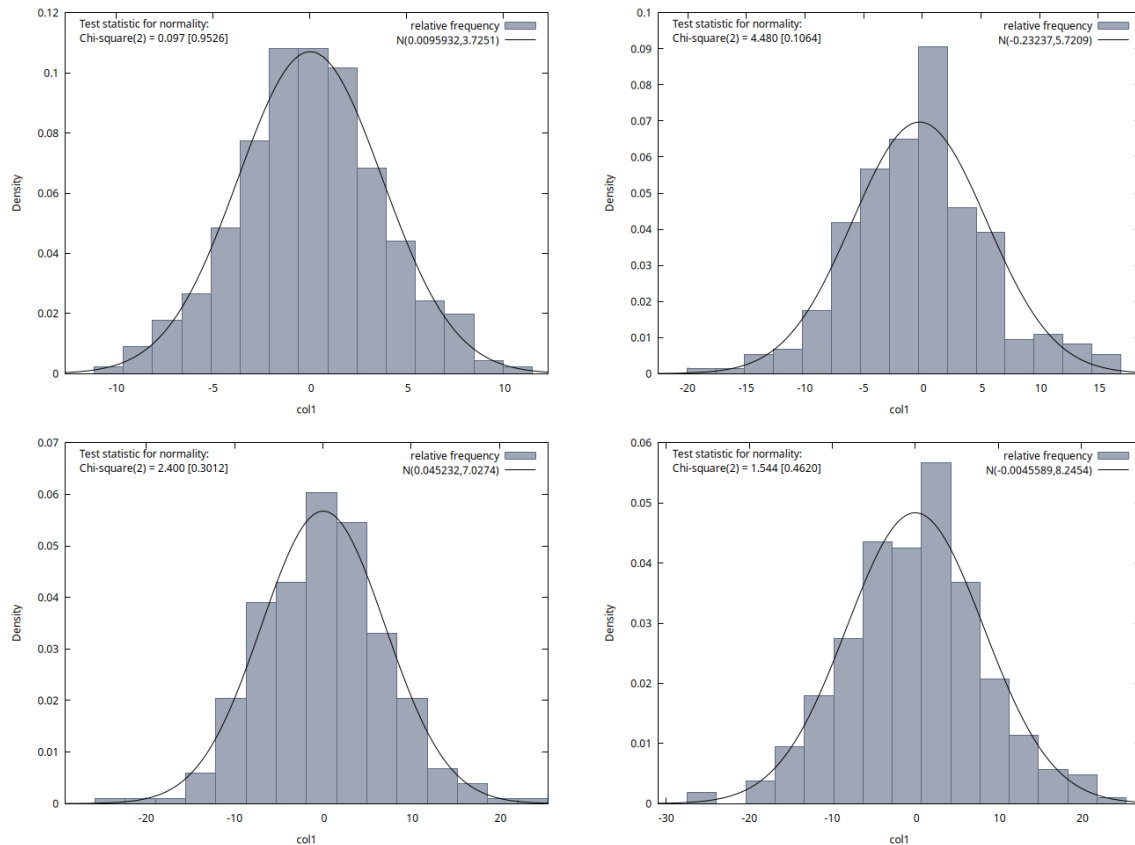 Test statistic for normality:
Chi-square(2) = 0.097 [0.9526]
relative frequency
N(0.0095932,3.7251)
0.12
0.1
0.08
0.06
0.04
0.02
0
Density
-10
-5
0
5
10
col1
Test statistic for normality:
Chi-square(2) = 4.480 [0.1064]
relative frequency
N(-0.23237,5.7209)
0.1
0.09
0.08
0.07
0.06
0.05
0.04
0.03
0.02
0.01
0
Density
-20
-15
-10
-5
0
5
10
15
col1
Test statistic for normality:
Chi-square(2) = 2.400 [0.3012]
relative frequency
N(0.045232,7.0274)
0.07
0.06
0.05
0.04
0.03
0.02
0.01
0
Density
-20
-10
0
10
20
col1
Test statistic for normality:
Chi-square(2) = 1.544 [0.4620]
relative frequency
N(-0.0045589,8.2454)
0.06
0.05
0.04
0.03
0.02
0.01
0
Density
-30
-20
-10
0
10
20
col1